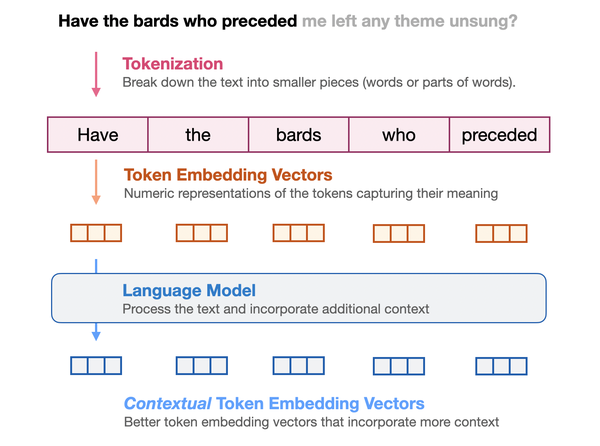 Have the bards who preceded me left any theme unsung?
Tokenization
Break down the text into smaller pieces (words or parts of words).
Have the bards who preceded
Token Embedding Vectors
Numeric representations of the tokens capturing their meaning
Language Model
Process the text and incorporate additional context
Contextual Token Embedding Vectors
Better token embedding vectors that incorporate more context